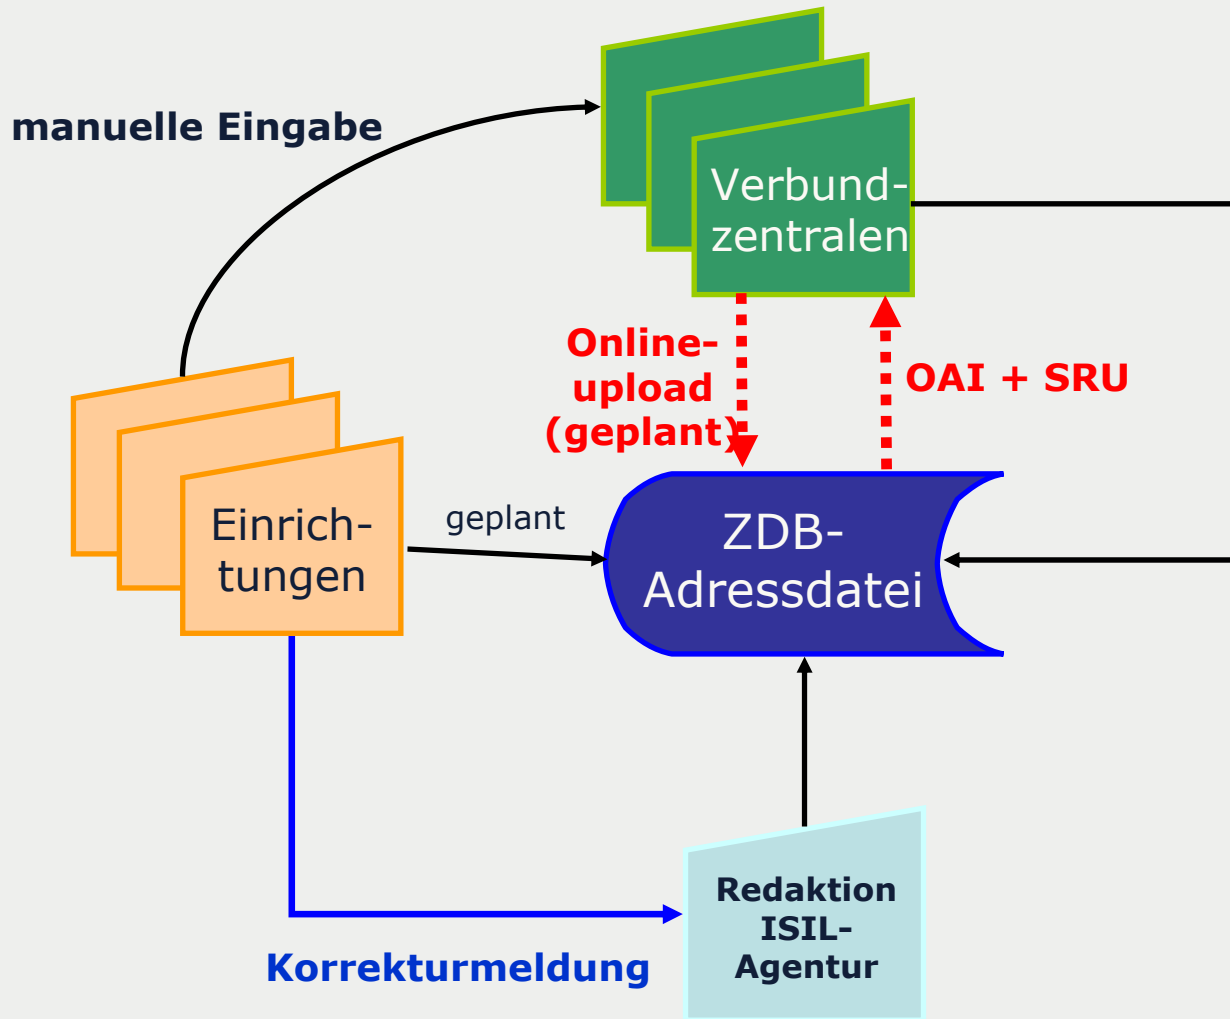 manuelle Eingabe
Verbund-
zentralen
Online-
upload
(geplant)
OAI + SRU
Einrich-
tungen
geplant
ZDB-
Adressdatei
Redaktion
ISIL-
Agentur
Korrekturmeldung